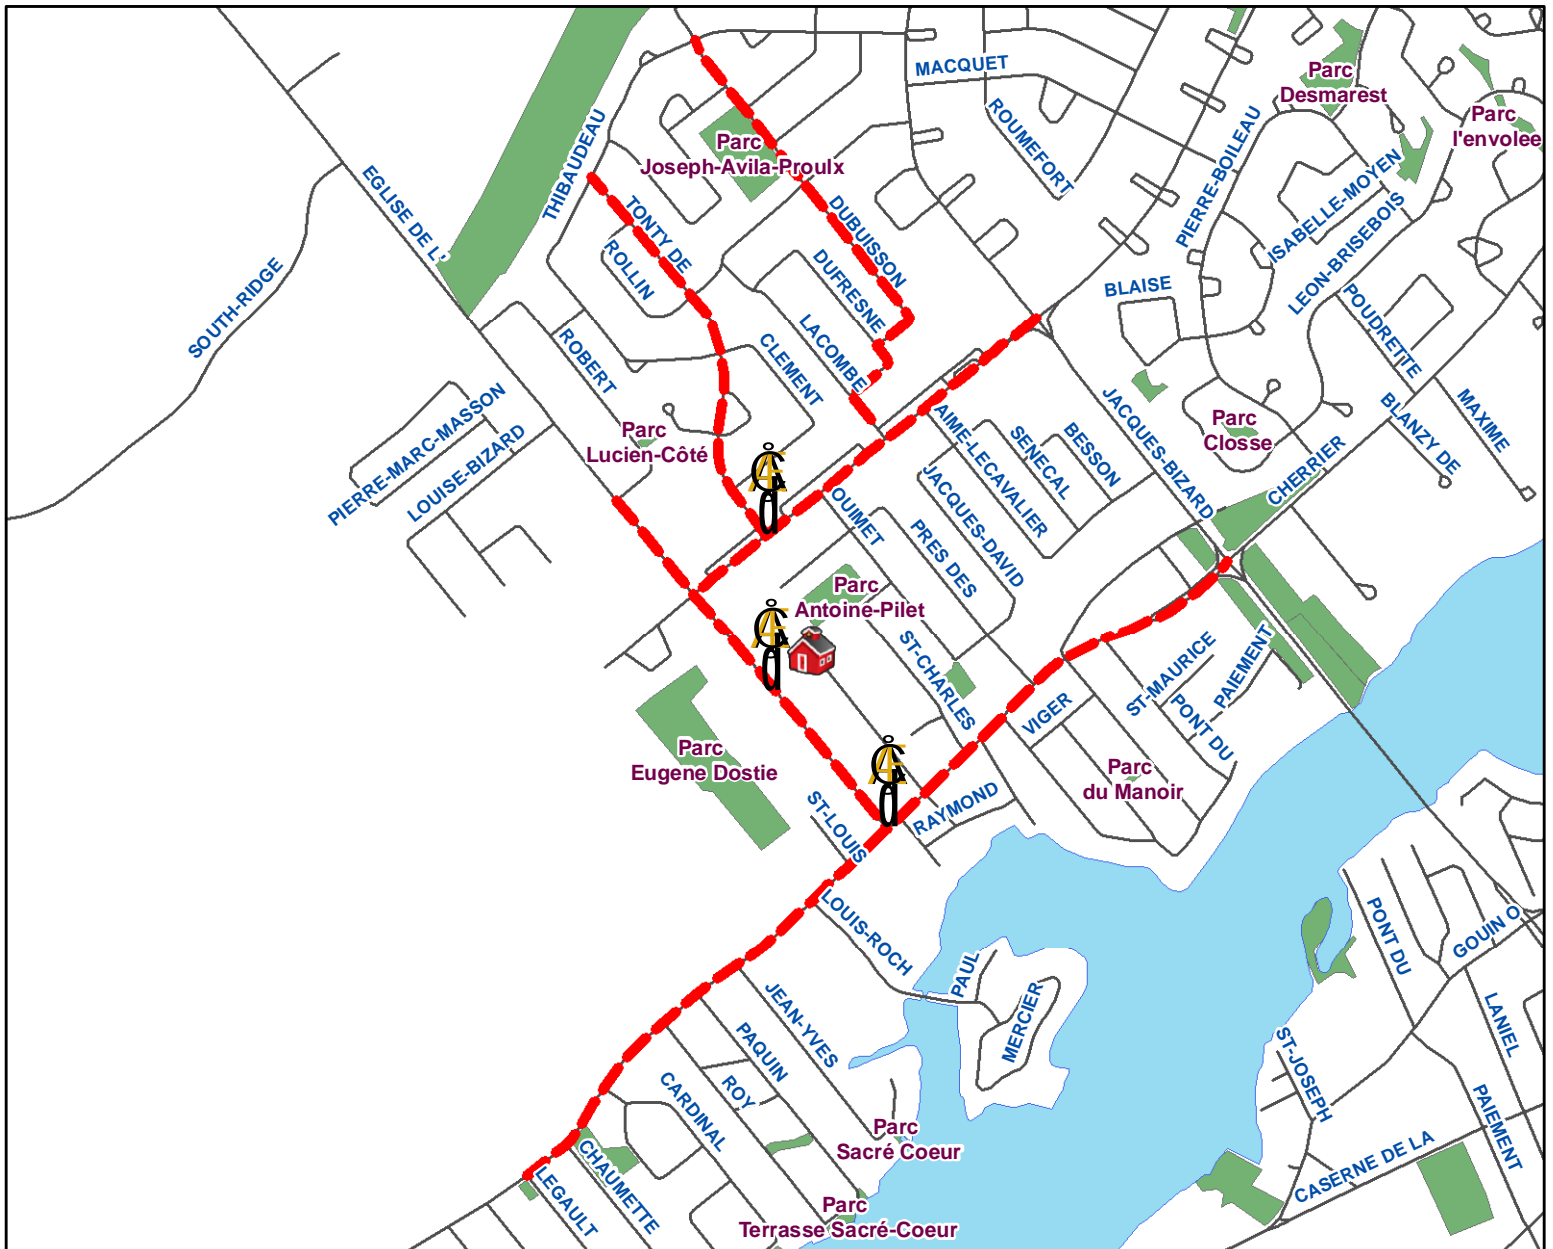 MACQUET
Parc
Desmarest
Parc
l'envolee
ROUMEFORT
THIBAUDEAU
Parc
Joseph-Avila-Proulx
PIERRE-BOILEAU
ISABELLE-MOYEN
LEON-BRISEBOIS
EGLISE DE L'
TONTY DE
ROLLIN
DUBUISSON
DUFRESNE
SOUTH-RIDGE
BLAISE
POUDRETTE
ROBERT
CLEMENT
LACOMBE
PIERRE-MARC-MASSON
LOUISE-BIZARD
Parc
Lucien-Côté
AIME-LECAVALIER
SENECAL
BESSON
JACQUES-BIZARD
Parc
Closse
CHERRIER
BLANZY DE
MAXIME
OUIMET
JACQUES-DAVID
PRES DES
Parc
Antoine-Pilet
ST-CHARLES
ST-MAURICE
PAIEMENT
PONT DU
VIGER
Parc
Eugene Dostie
Parc
du Manoir
RAYMOND
ST-LOUIS
LOUIS-ROCH
PAUL
MERCIER
PONT DU
GOUIN O
LANIEL
JEAN-YVES
PAQUIN
ROY
CARDINAL
ST-JOSEPH
PAIEMENT
Parc
Sacré Coeur
CASERNE DE LA
CHAUMETTE
LEGAULT
Parc
Terrasse Sacré-Coeur